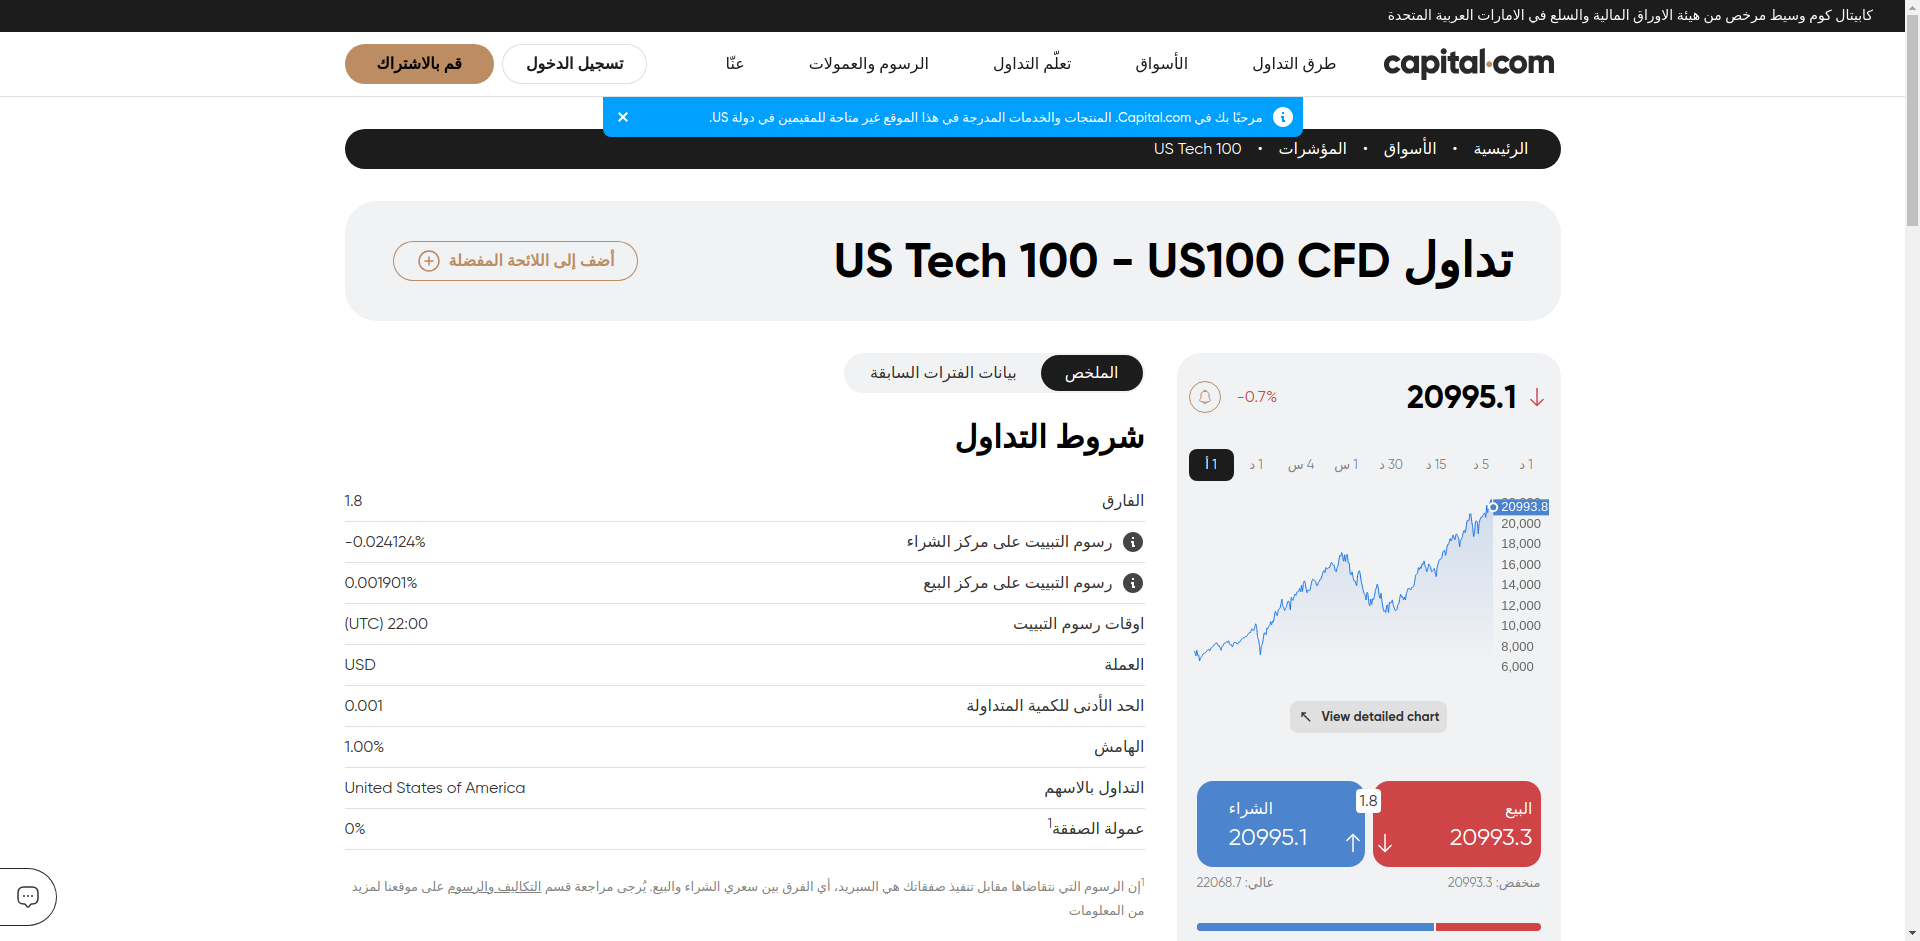 كابيتال كوم وسيط مرخص من هيئة الاوراق المالية والسلع في الامارات العربية المتحدة
capital.com
طرق التداول
الأسواق
تعلّم التداول
الرسوم والعمولات
عنّا
تسجيل الدخول
قم بالاشتراك
مرحبًا بك في Capital.com. المنتجات والخدمات المدرجة في هذا الموقع غير متاحة للمقيمين في دولة US.
الرئيسية • الأسواق • المؤشرات • US Tech 100
تداول US Tech 100 - US100 CFD
أضف إلى اللائحة المفضلة
20995.1
-0.7%
1 د
5 د
15 د
30 د
1 س
4 س
1 د
1 أ
20993.8
20,000
18,000
16,000
14,000
12,000
10,000
8,000
6,000
View detailed chart
البيع
20993.3
1.8
الشراء
20995.1
منخفض: 20993.3
عالي: 22068.7
الملخص
بيانات الفترات السابقة
شروط التداول
الفارق 1.8
رسوم التبييت على مركز الشراء -0.024124%
رسوم التبييت على مركز البيع 0.001901%
اوقات رسوم التبييت 22:00 (UTC)
العملة USD
الحد الأدنى للكمية المتداولة 0.001
الهامش 1.00%
التداول بالاسهم United States of America
عمولة الصفقة1 0%
1إن الرسوم التي نتقاضاها مقابل تنفيذ صفقاتك هي السبريد، أي الفرق بين سعري الشراء والبيع. يُرجى مراجعة قسم التكاليف والرسوم على موقعنا لمزيد
من المعلومات